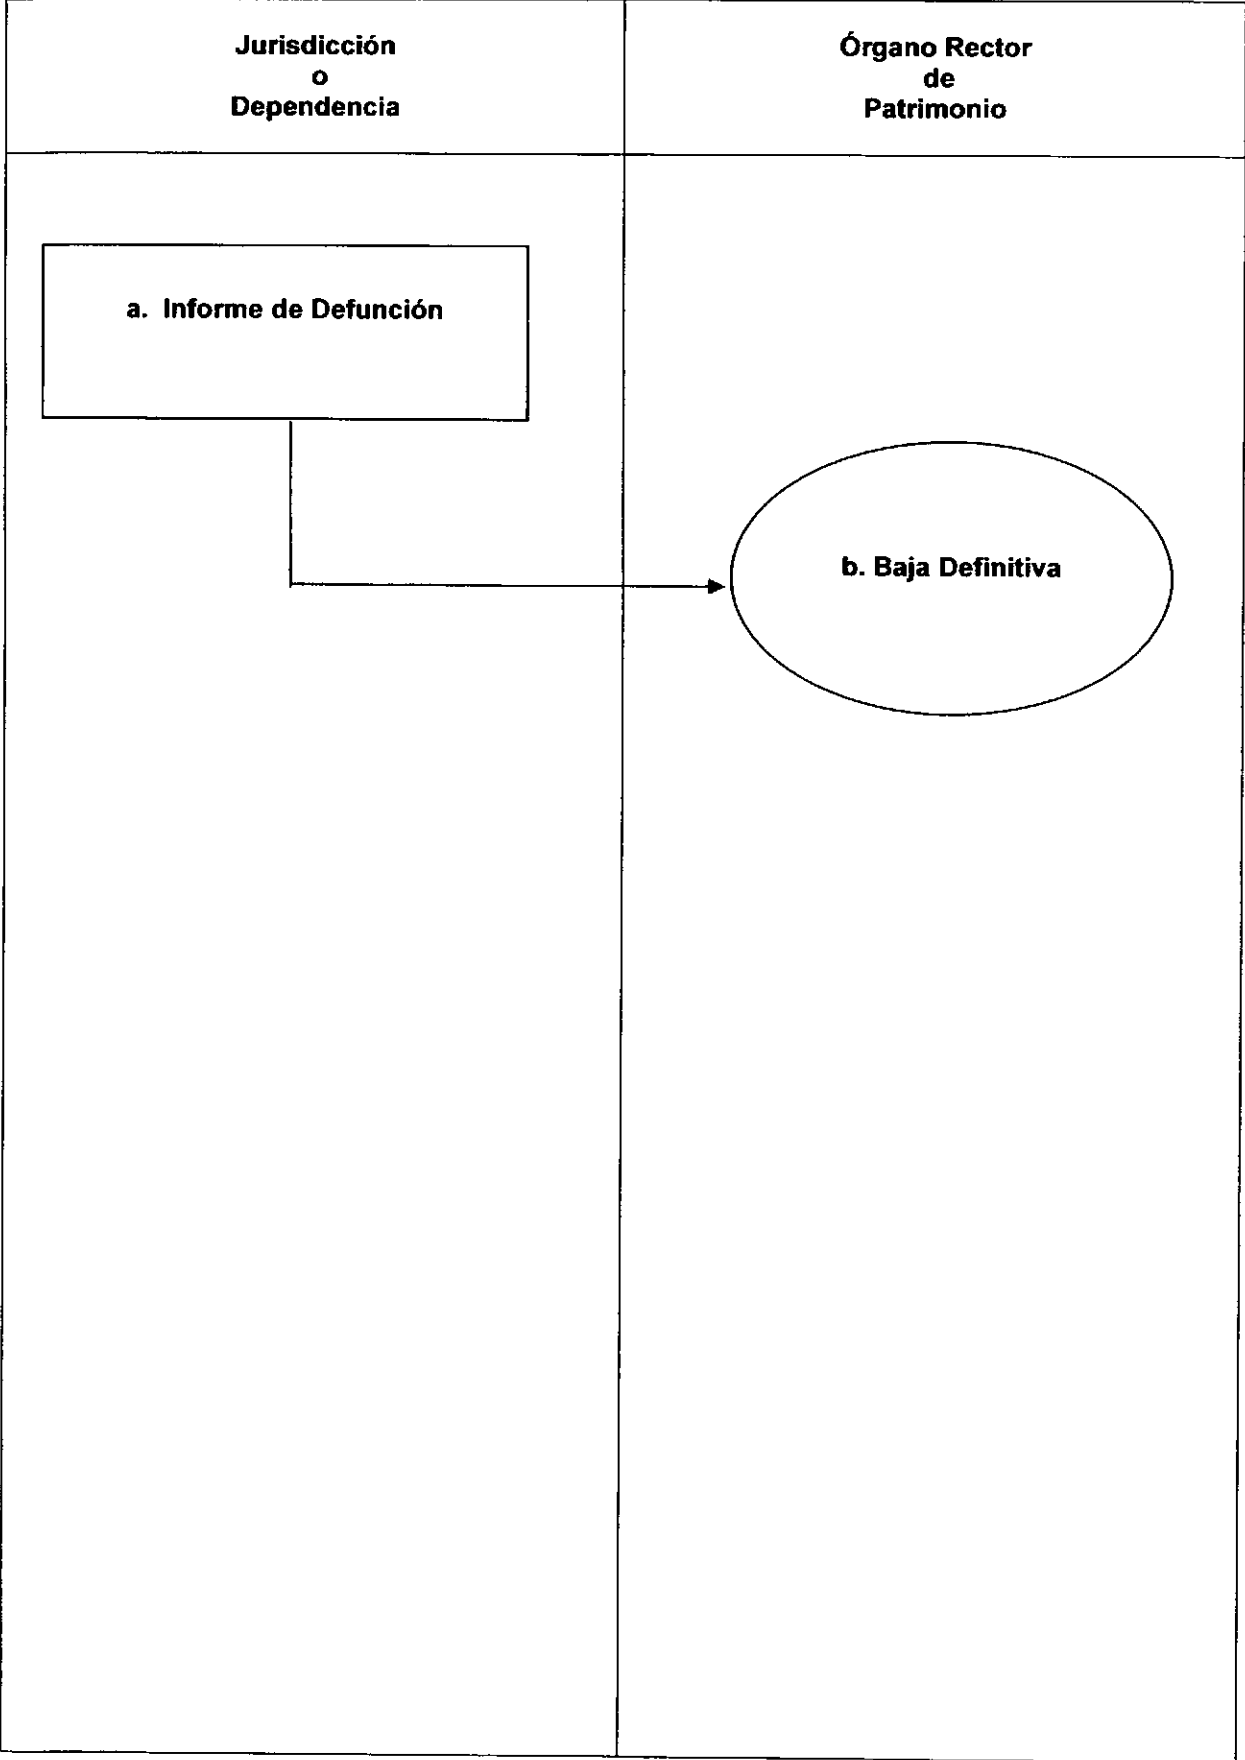 Jurisdicción
o
Dependencia
Órgano Rector
de
Patrimonio
a. Informe de Defunción
b. Baja Definitiva